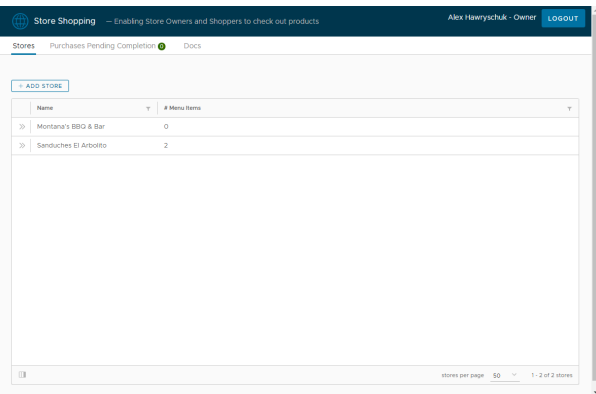 Store Shopping — Enabling Store Owners and Shoppers to check out products Alex Hawryschuk - Owner LOGOUT
Stores Purchases Pending Completion 0 Docs
+ ADD STORE
Name # Menu Items
Montana's BBQ & Bar 0
Sanduches El Arbolito 2
stores per page 50 1 - 2 of 2 stores